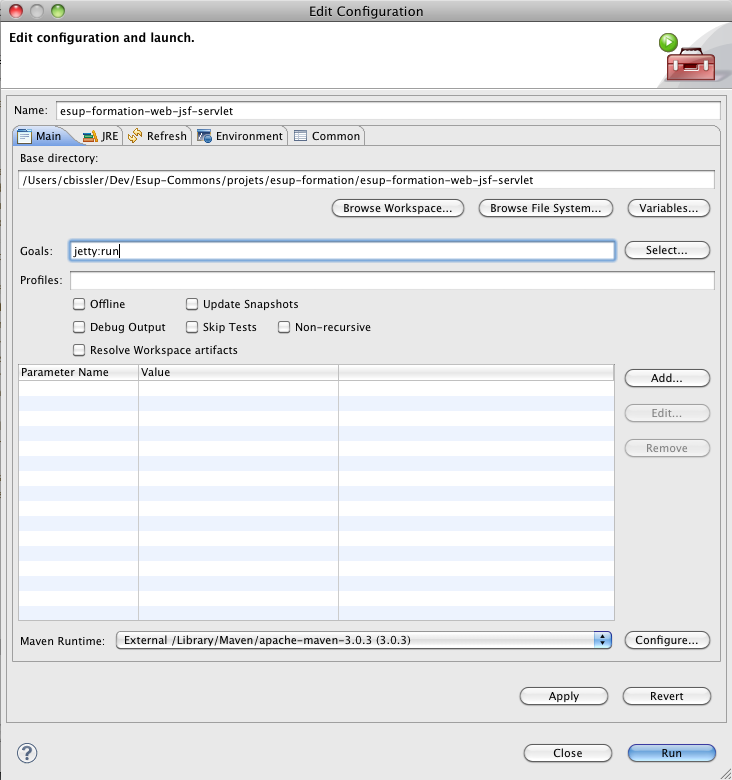 Edit Configuration
Edit configuration and launch.
Name: esup-formation-web-jsf-servlet
Main JRE Refresh Environment Common
Base directory:
/Users/cbissler/Dev/Esup-Commons/projets/esup-formation/esup-formation-web-jsf-servlet
Browse Workspace... Browse File System... Variables...
Goals: jetty:run Select...
Profiles:
Offline Update Snapshots
Debug Output Skip Tests Non-recursive
Resolve Workspace artifacts
Parameter Name Value
Add...
Edit...
Remove
Maven Runtime: External /Library/Maven/apache-maven-3.0.3 (3.0.3) Configure...
Apply Revert
? Close Run